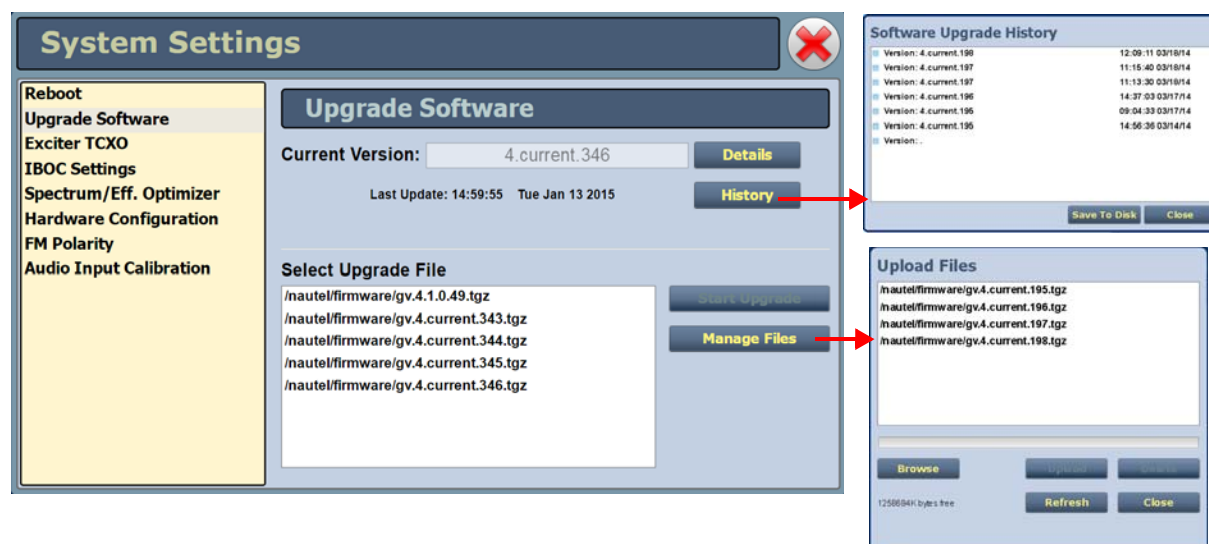 System Settings
Reboot
Upgrade Software
Exciter TCXO
IBOC Settings
Spectrum/Eff. Optimizer
Hardware Configuration
FM Polarity
Audio Input Calibration
Upgrade Software
Current Version: 4.current.346 Details
Last Update: 14:59:55 Tue Jan 13 2015 History
Select Upgrade File
/nautel/firmware/gv.4.1.0.49.tgz
/nautel/firmware/gv.4.current.343.tgz
/nautel/firmware/gv.4.current.344.tgz
/nautel/firmware/gv.4.current.345.tgz
/nautel/firmware/gv.4.current.346.tgz
Start Upgrade
Manage Files
Software Upgrade History
Version: 4.current.198 12:09:11 03/18/14
Version: 4.current.197 11:15:40 03/18/14
Version: 4.current.197 11:13:30 03/18/14
Version: 4.current.196 14:37:03 03/17/14
Version: 4.current.195 09:04:33 03/17/14
Version: 4.current.195 14:56:36 03/14/14
Version: .
Save To Disk Close
Upload Files
/nautel/firmware/gv.4.current.195.tgz
/nautel/firmware/gv.4.current.196.tgz
/nautel/firmware/gv.4.current.197.tgz
/nautel/firmware/gv.4.current.198.tgz
Browse Upload Delete
1258684K bytes free Refresh Close